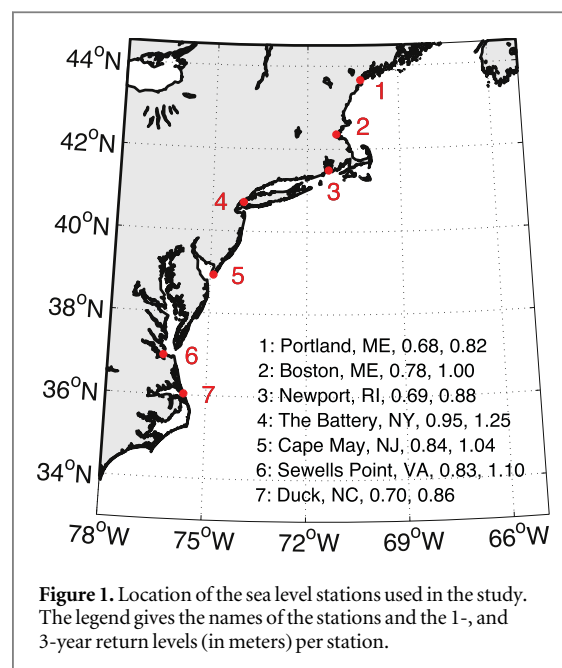 44°N
42°N
40°N
38°N
36°N
34°N
1
2
3
4
5
6
7
1: Portland, ME, 0.68, 0.82
2: Boston, ME, 0.78, 1.00
3: Newport, RI, 0.69, 0.88
4: The Battery, NY, 0.95, 1.25
5: Cape May, NJ, 0.84, 1.04
6: Sewells Point, VA, 0.83, 1.10
7: Duck, NC, 0.70, 0.86
78°W 75°W 72°W 69°W 66°W
Figure 1. Location of the sea level stations used in the study.
The legend gives the names of the stations and the 1-, and
3-year return levels (in meters) per station.